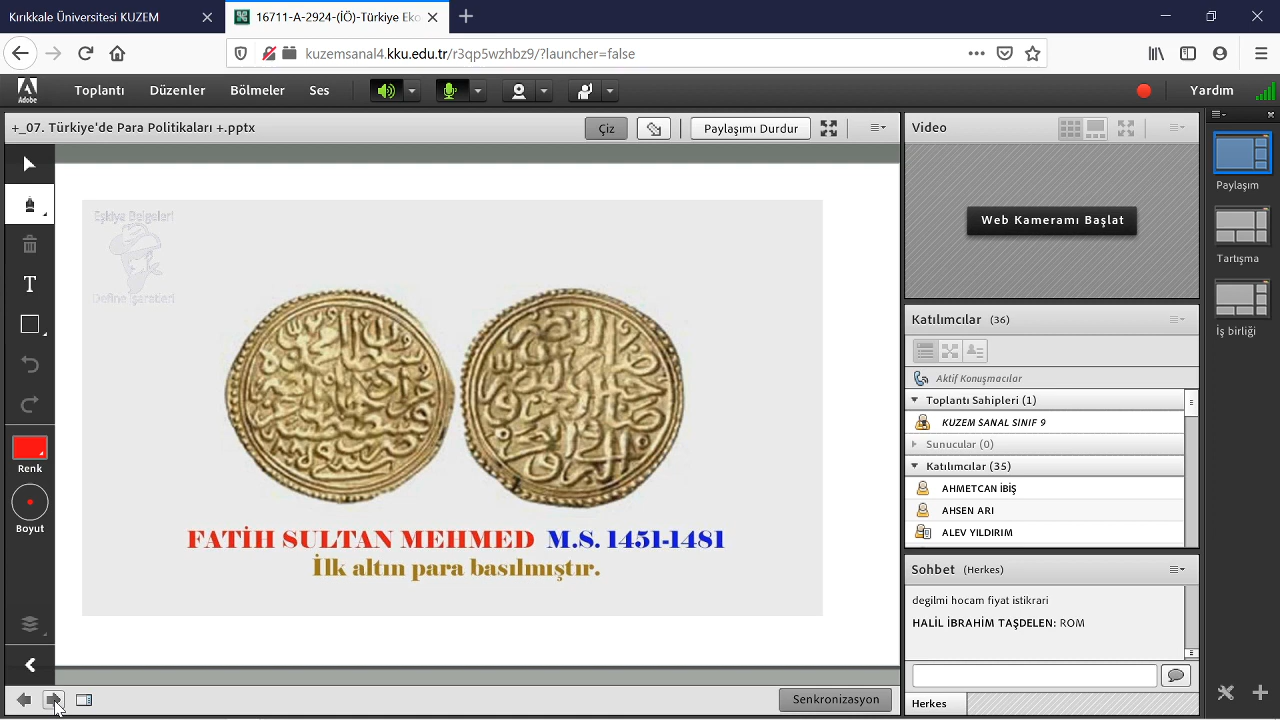 Kırıkkale Üniversitesi KUZEM
16711-A-2924-(İÖ)-Türkiye Eko
kuzemsanal4.kku.edu.tr/r3qp5wzhbz9/?launcher=false
Adobe
Toplantı
Düzenler
Bölmeler
Ses
Yardım
+_07. Türkiye'de Para Politikaları +.pptx
Çiz
Paylaşımı Durdur
Eşkiya Belgeleri
Define İşaretleri
FATİH SULTAN MEHMED M.S. 1451-1481
İlk altın para basılmıştır.
T
Renk
Boyut
Senkronizasyon
Video
Web Kameramı Başlat
Katılımcılar (36)
Aktif Konuşmacılar
Toplantı Sahipleri (1)
KUZEM SANAL SINIF 9
Sunucular (0)
Katılımcılar (35)
AHMETCAN İBİŞ
AHSEN ARI
ALEV YILDIRIM
Sohbet (Herkes)
degilmi hocam fiyat istikrari
HALİL İBRAHİM TAŞDELEN: ROM
Herkes
Paylaşım
Tartışma
İş birliği